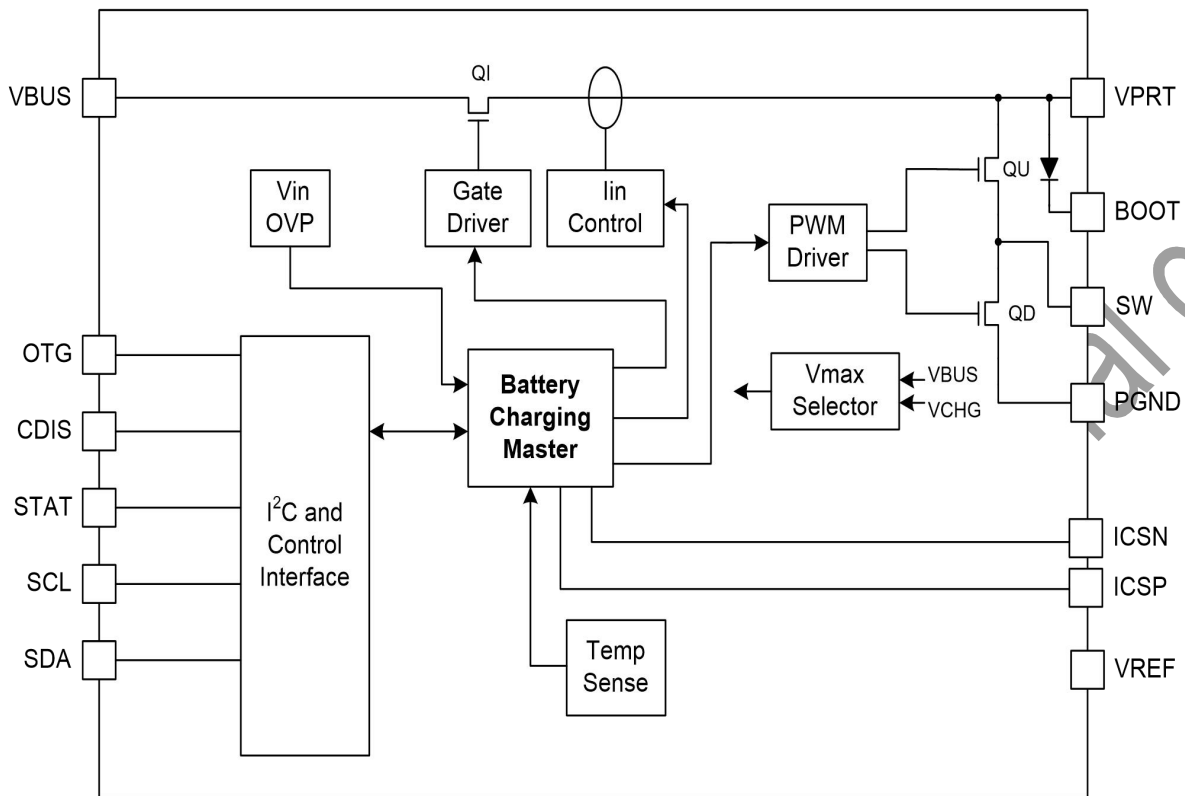 QI
VBUS
VPRT
QU
Vin
OVP
Gate
Driver
Iin
Control
BOOT
PWM
Driver
SW
QD
OTG
Battery
Charging
Master
Vmax
Selector
VBUS
VCHG
PGND
CDIS
STAT
I²C and
Control
Interface
ICSN
SCL
ICSP
SDA
Temp
Sense
VREF